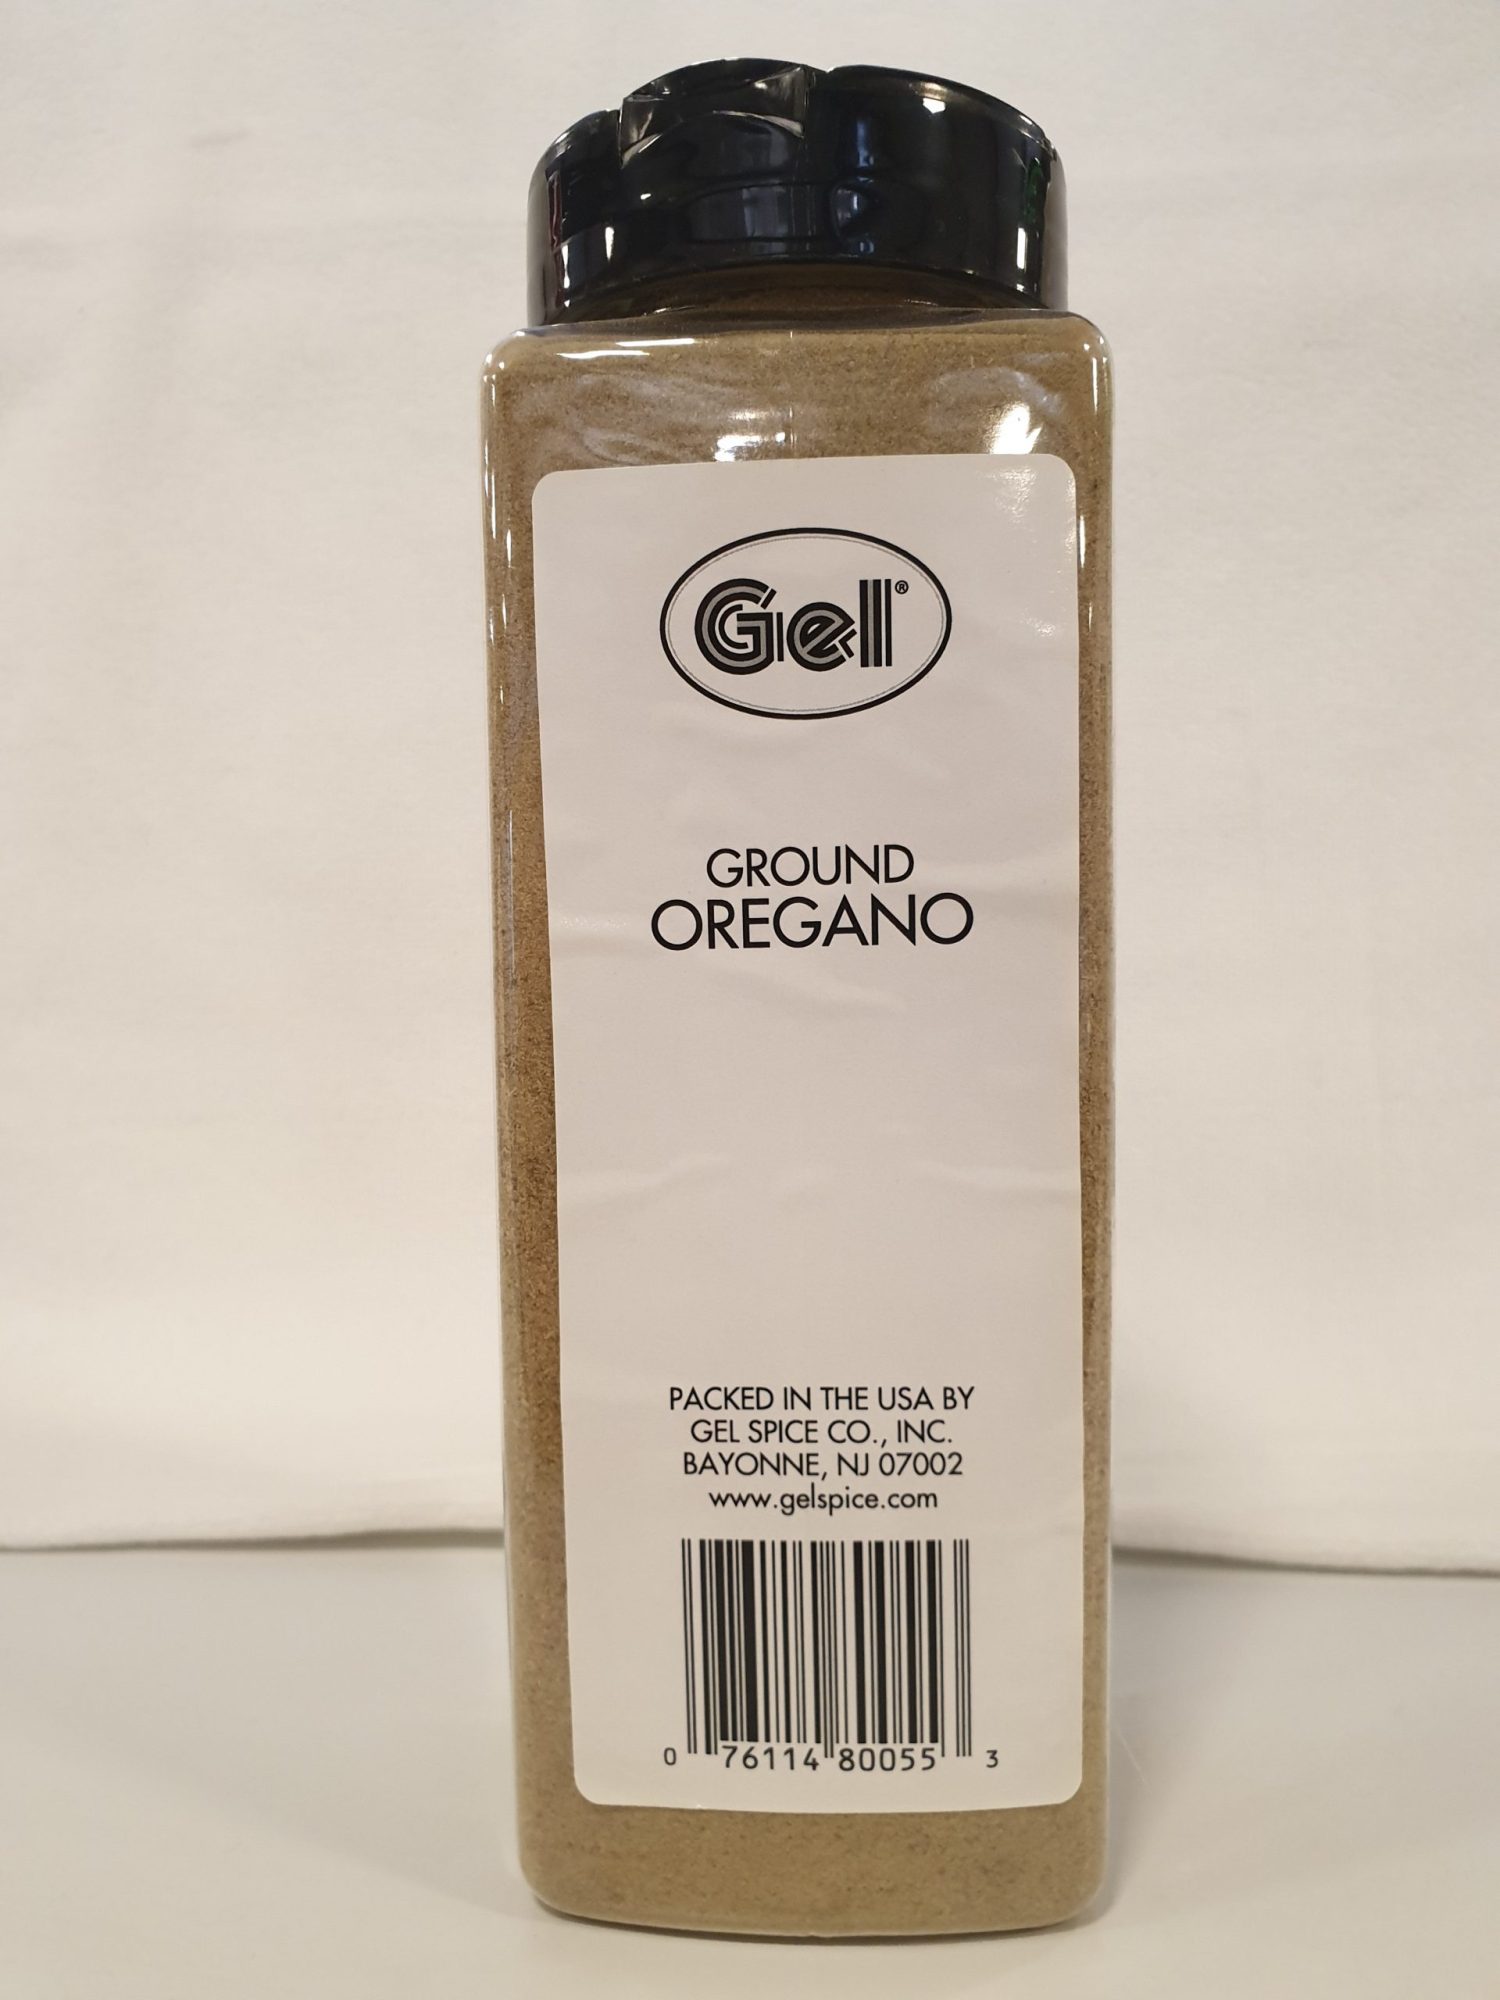 Gel®
GROUND
OREGANO
PACKED IN THE USA BY
GEL SPICE CO., INC.
BAYONNE, NJ 07002
www.gelspice.com
0 76114 80055 3